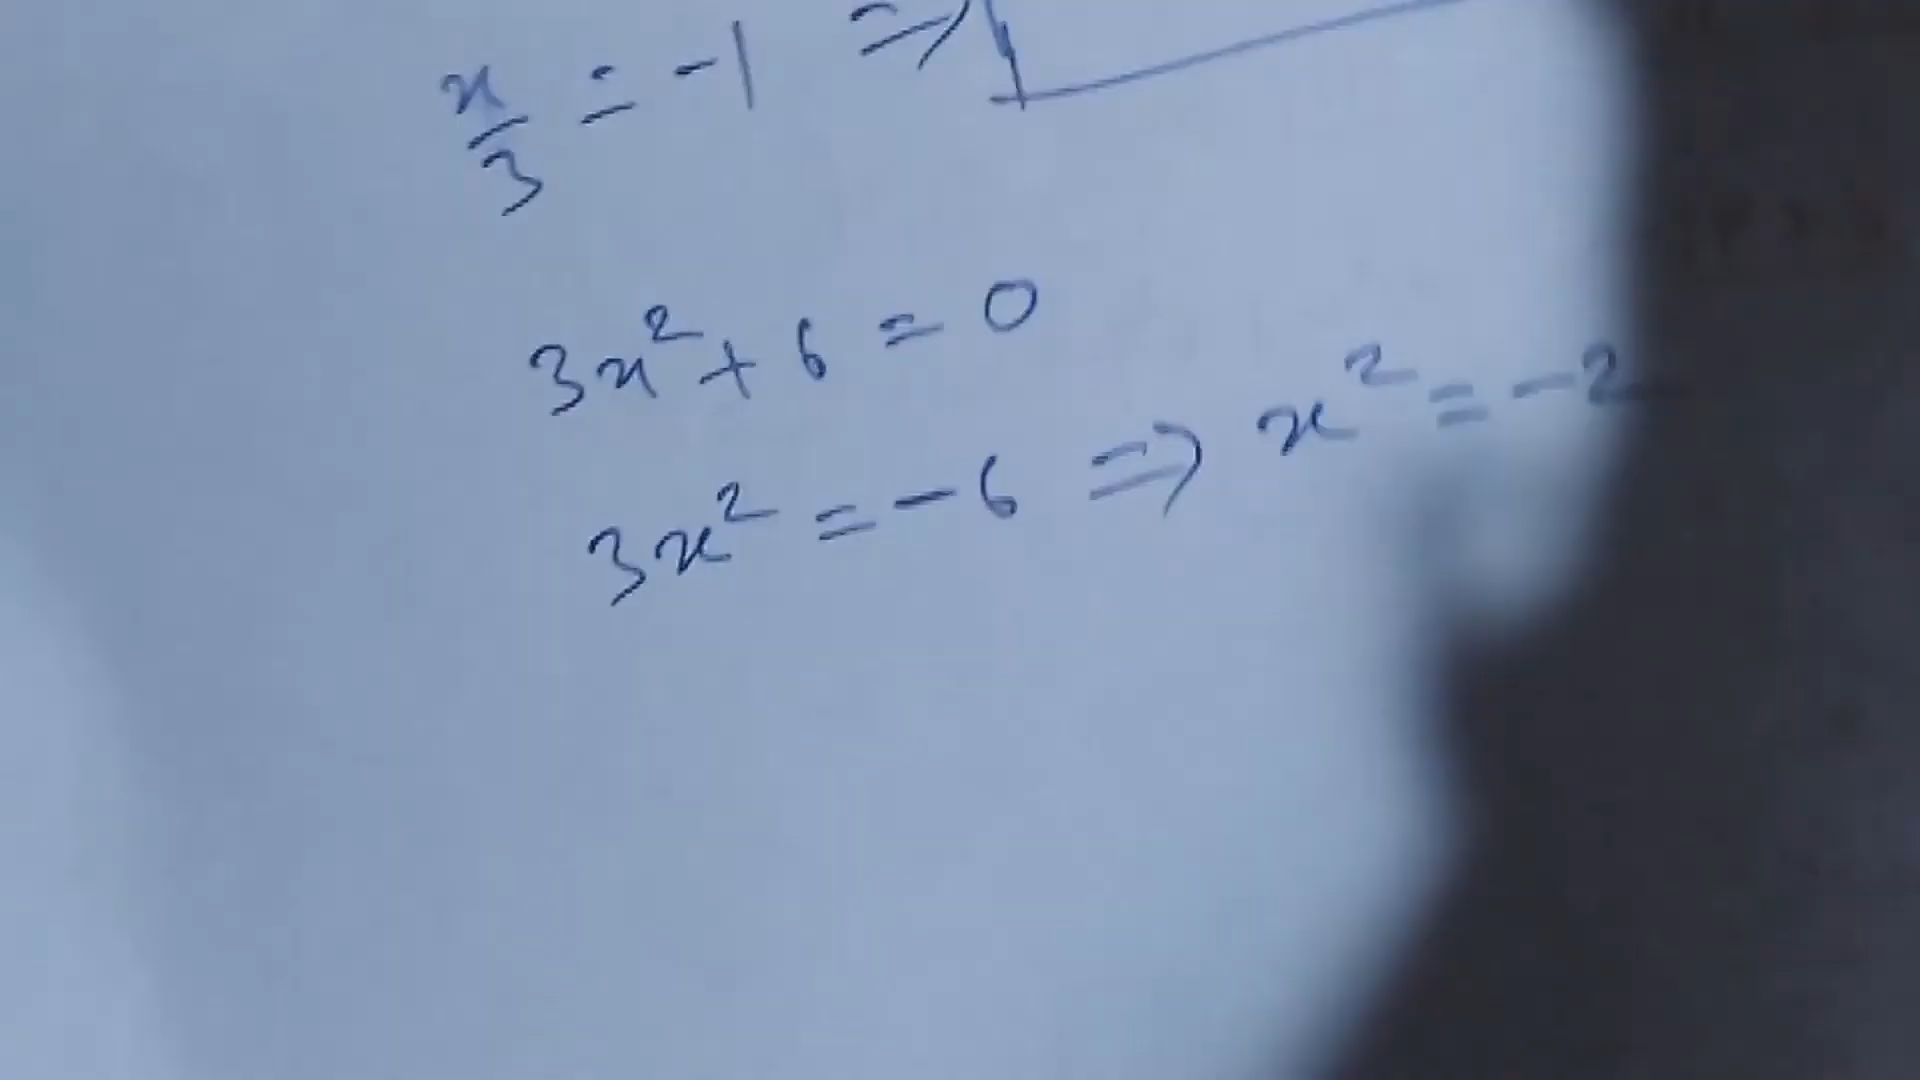 x/3 = -1 ⇒
3x² + 6 = 0
3x² = -6 ⇒ x² = -2